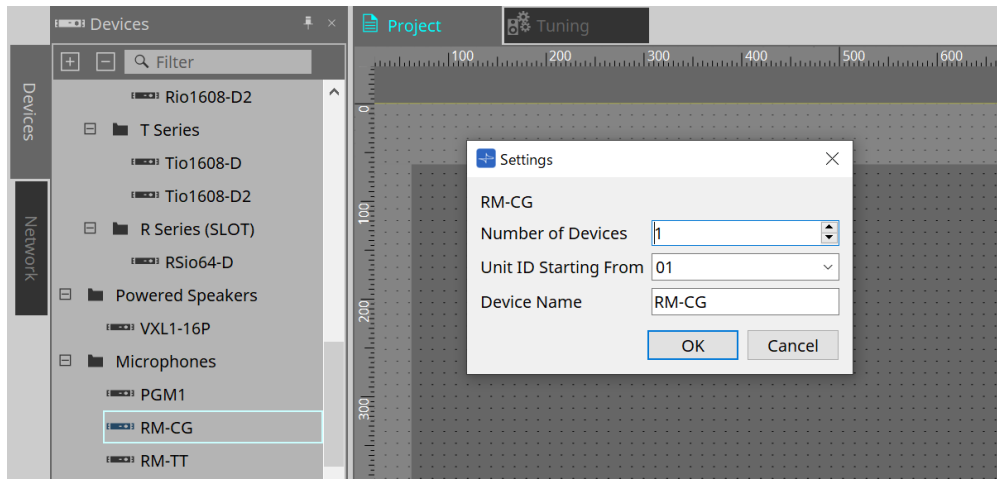 Devices
Filter
Devices
Network
Rio1608-D2
T Series
Tio1608-D
Tio1608-D2
R Series (SLOT)
RSio64-D
Powered Speakers
VXL1-16P
Microphones
PGM1
RM-CG
RM-TT
Project
Tuning
100 200 300 400 500 600
0
100
200
300
Settings
RM-CG
Number of Devices 1
Unit ID Starting From 01
Device Name RM-CG
OK Cancel